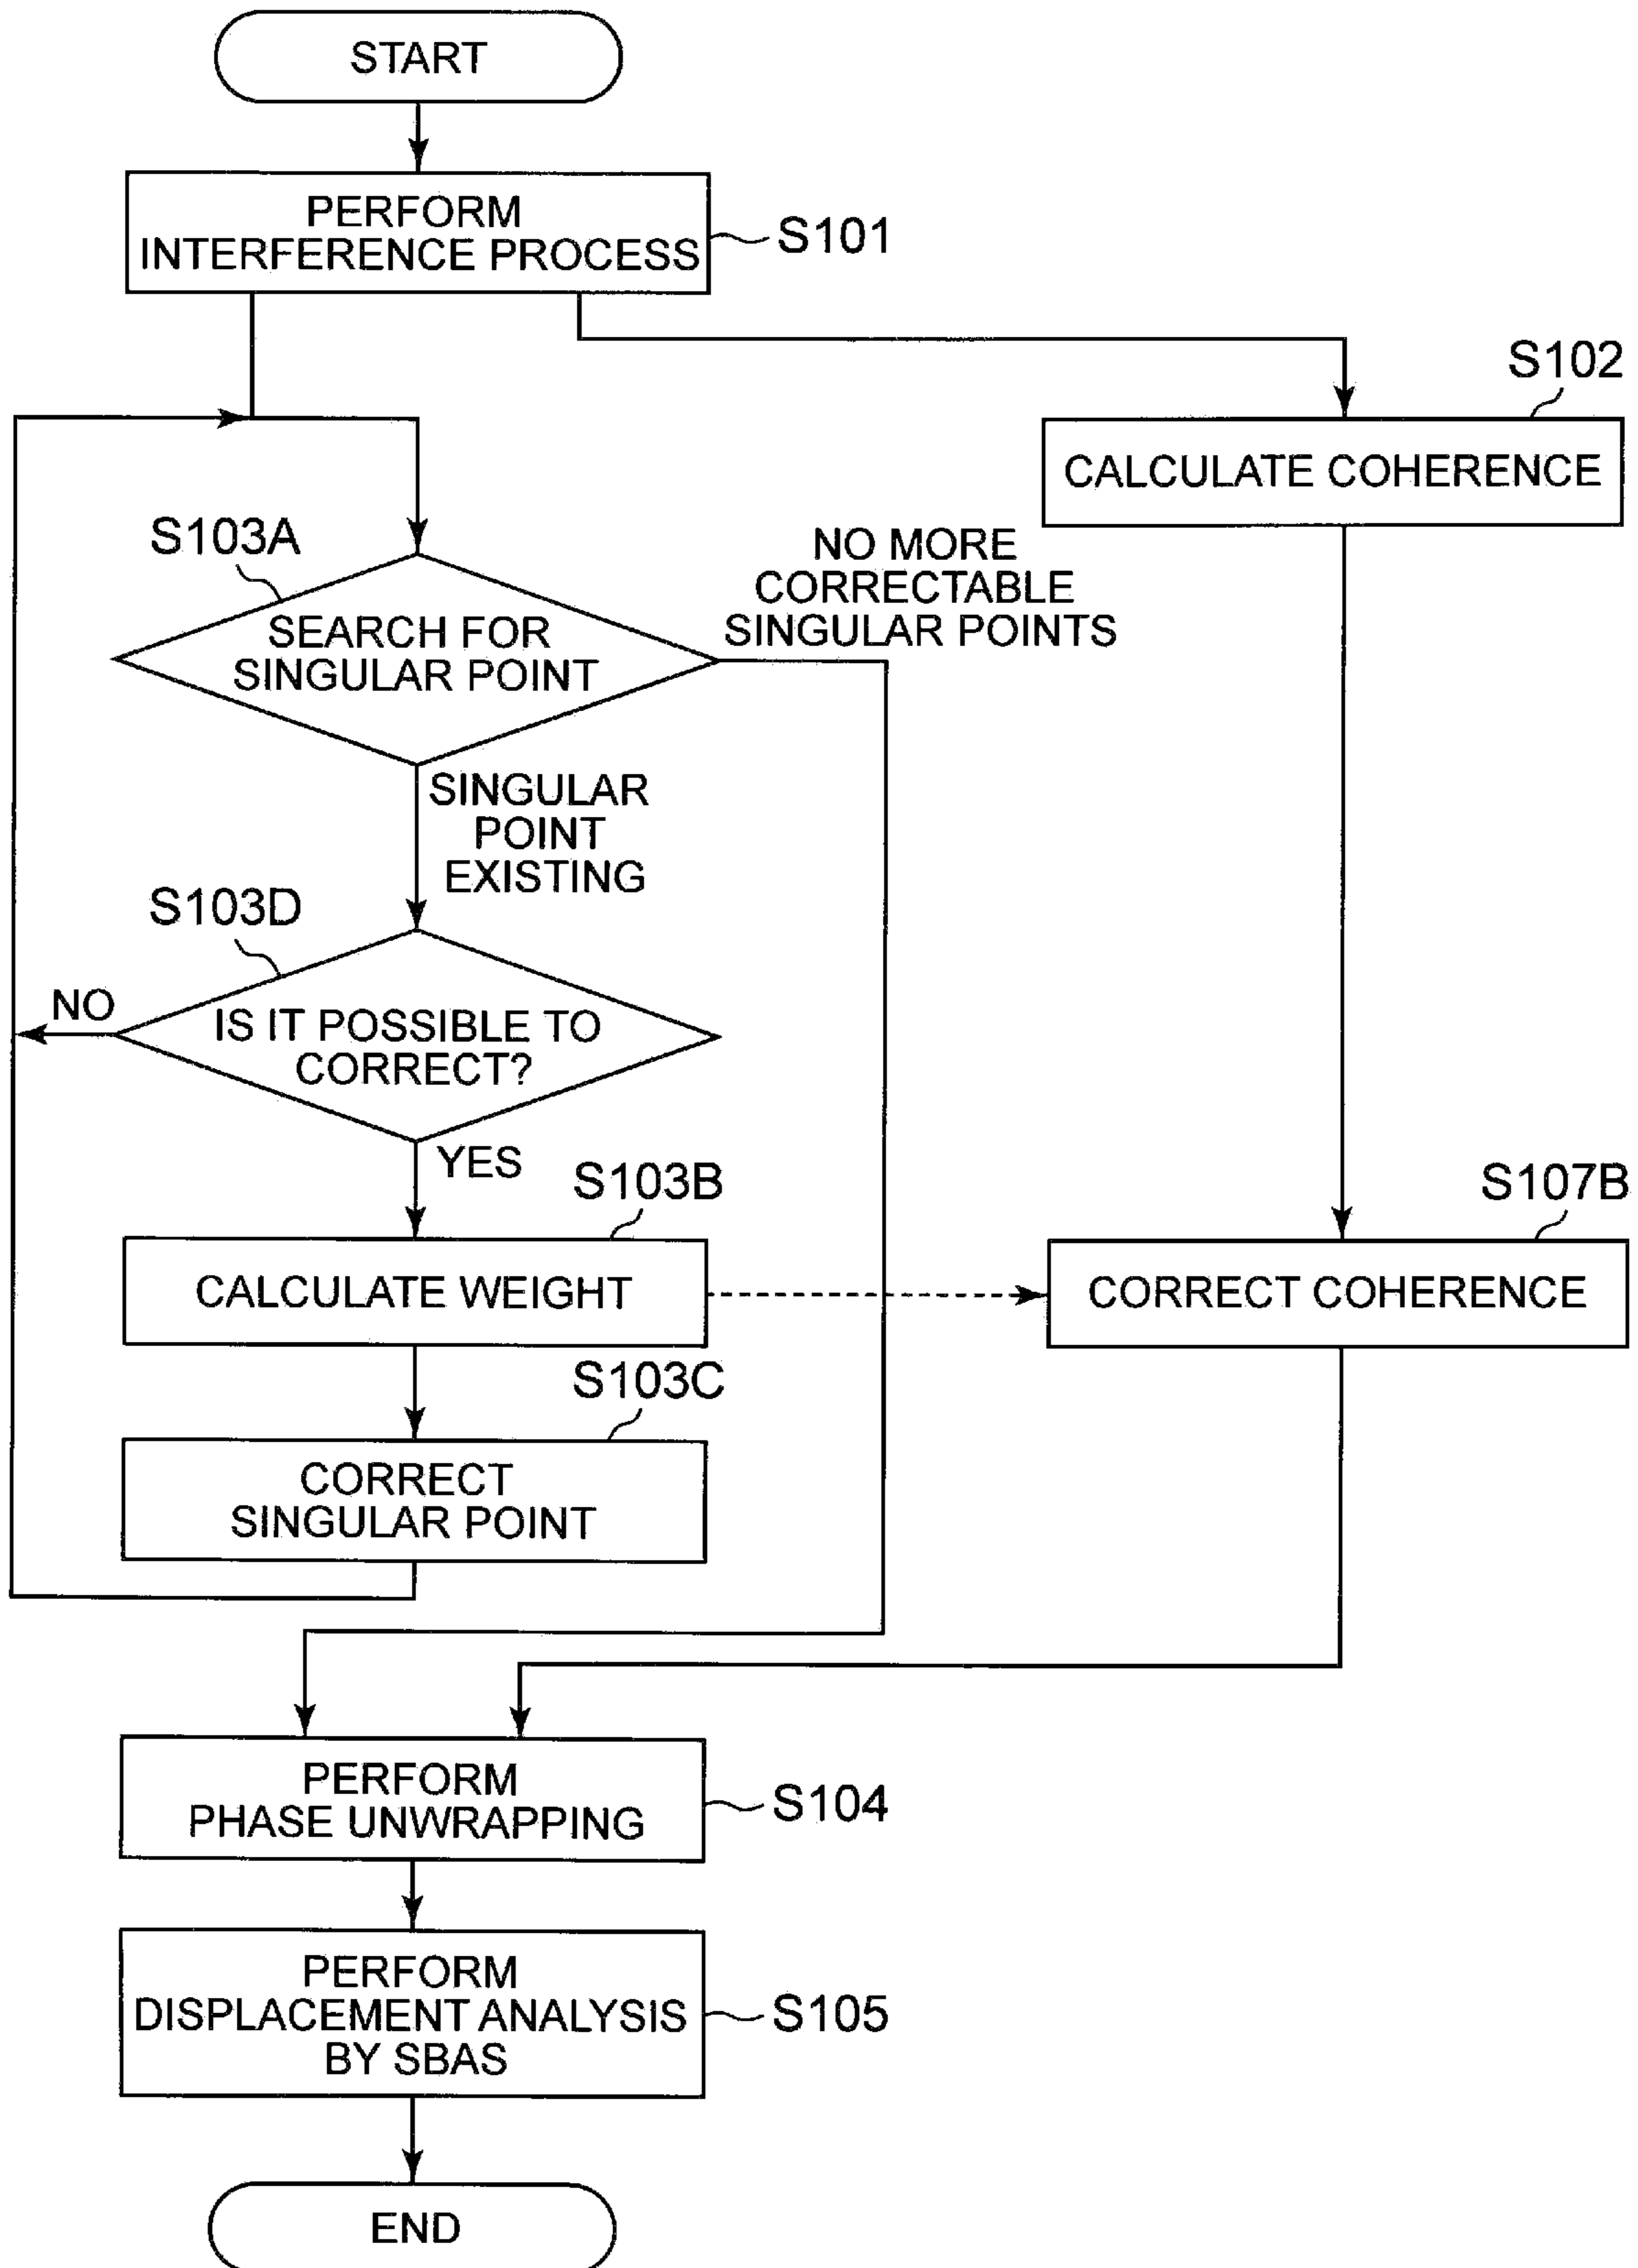 START
PERFORM
INTERFERENCE PROCESS
S101
S102
CALCULATE COHERENCE
S103A
NO MORE
CORRECTABLE
SINGULAR POINTS
SEARCH FOR
SINGULAR POINT
SINGULAR
POINT
EXISTING
S103D
NO
IS IT POSSIBLE TO
CORRECT?
YES
S103B
S107B
CALCULATE WEIGHT
CORRECT COHERENCE
S103C
CORRECT
SINGULAR POINT
PERFORM
PHASE UNWRAPPING
S104
PERFORM
DISPLACEMENT ANALYSIS
BY SBAS
S105
END